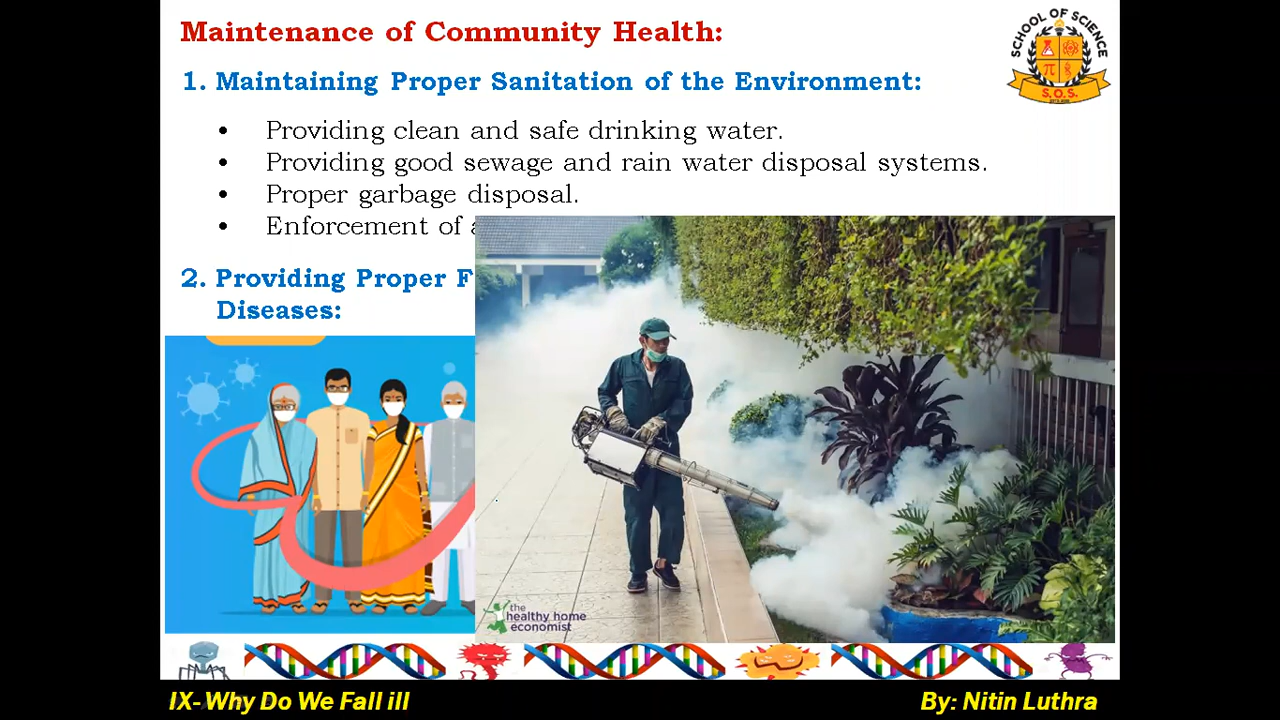 Maintenance of Community Health:
SCHOOL OF SCIENCE
S.O.S.
1. Maintaining Proper Sanitation of the Environment:
• Providing clean and safe drinking water.
• Providing good sewage and rain water disposal systems.
• Proper garbage disposal.
• Enforcement of
2. Providing Proper F
Diseases:
the
healthy home
economist
IX-Why Do We Fall ill
By: Nitin Luthra